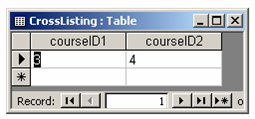 CrossListing : Table
courseID1 courseID2
3 4
Record: 1 o